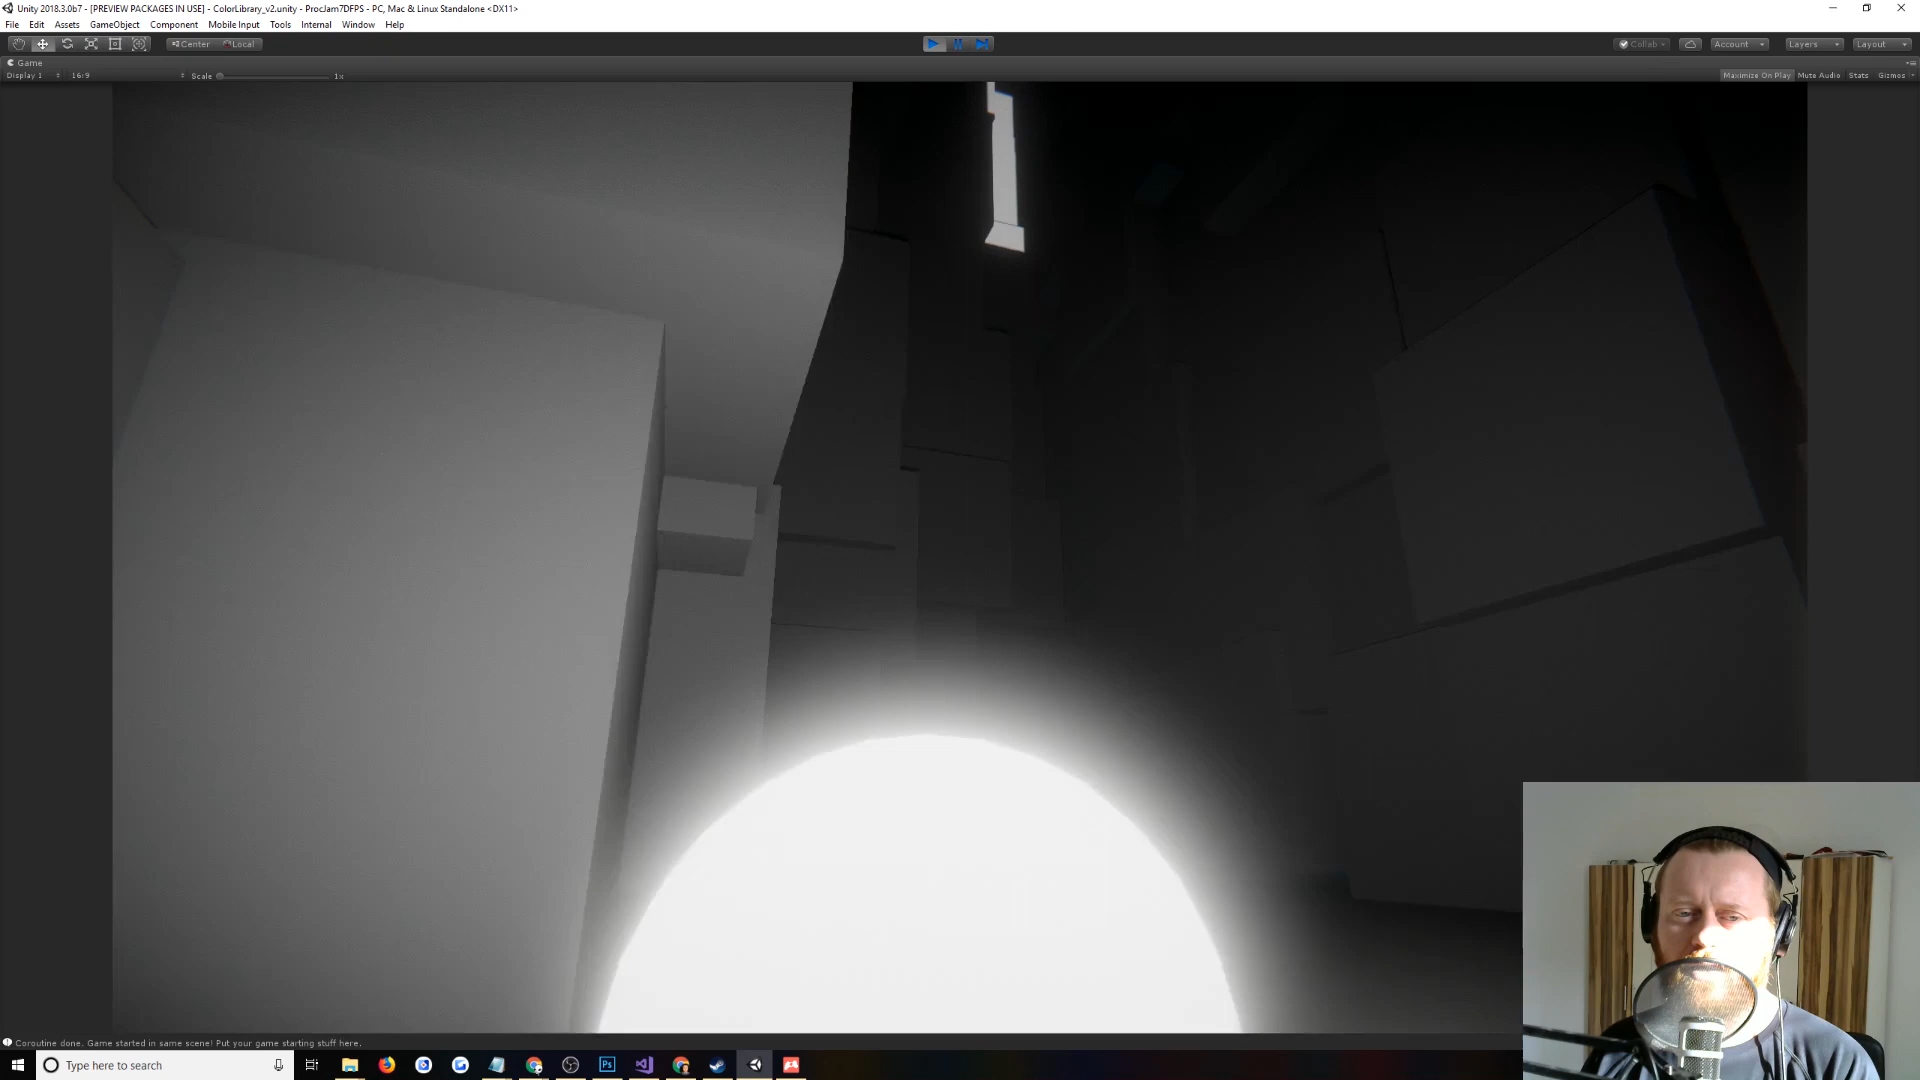 Unity 2018.3.0b7 - [PREVIEW PACKAGES IN USE] - ColorLibrary_v2.unity - ProcJam7DFPS - PC, Mac & Linux Standalone <DX11>
File Edit Assets GameObject Component Mobile Input Tools Internal Window Help
Center Local Collab Account Layers Layout
Game
Display 1 16:9 Scale 1x Maximize On Play Mute Audio Stats Gizmos
Coroutine done. Game started in same scene! Put your game starting stuff here.
Type here to search Ps